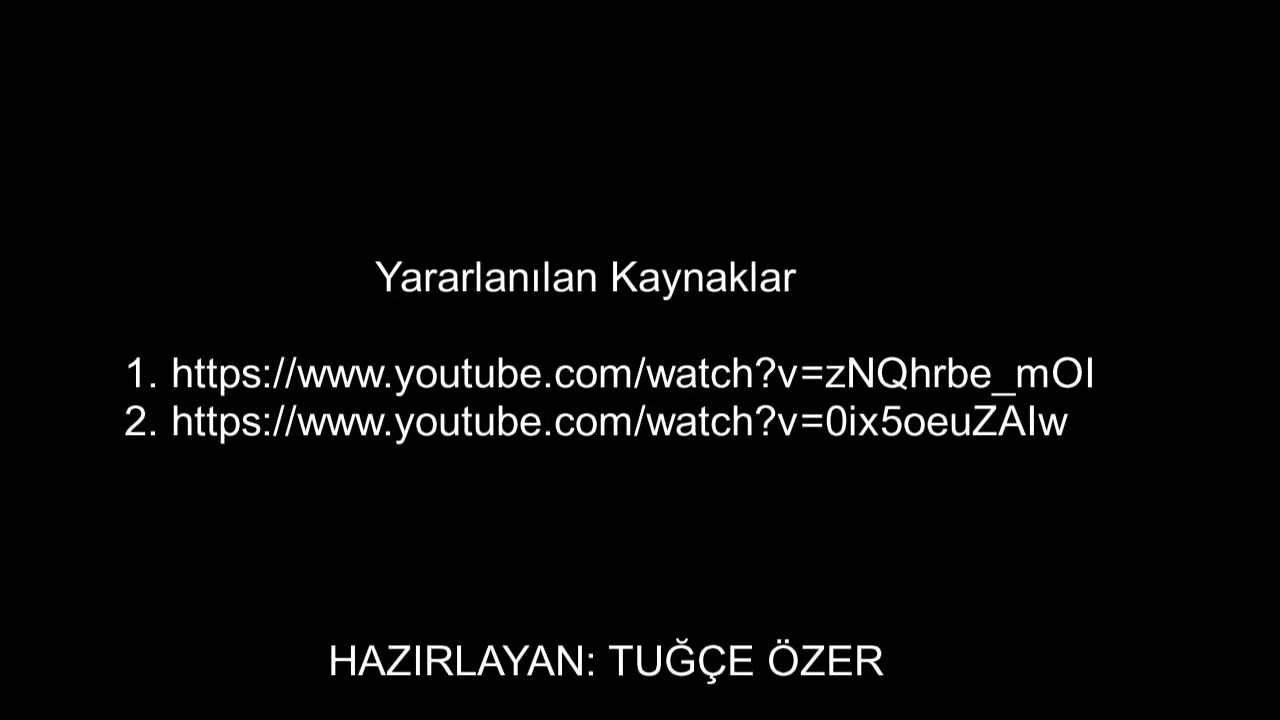 Yararlanılan Kaynaklar
1. https://www.youtube.com/watch?v=zNQhrbe_mOI
2. https://www.youtube.com/watch?v=0ix5oeuZAIw
HAZIRLAYAN: TUĞÇE ÖZER